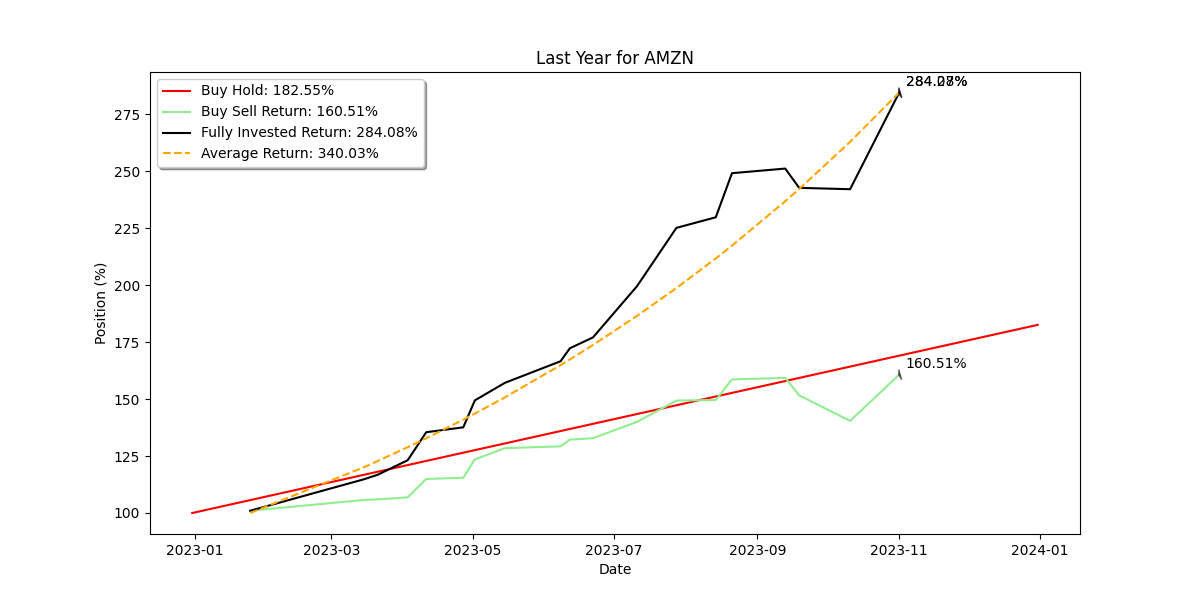 Last Year for AMZN
Buy Hold: 182.55%
Buy Sell Return: 160.51%
Fully Invested Return: 284.08%
Average Return: 340.03%
160.51%
Position (%)
275
250
225
200
175
150
125
100
2023-01
2023-03
2023-05
2023-07
2023-09
2023-11
2024-01
Date